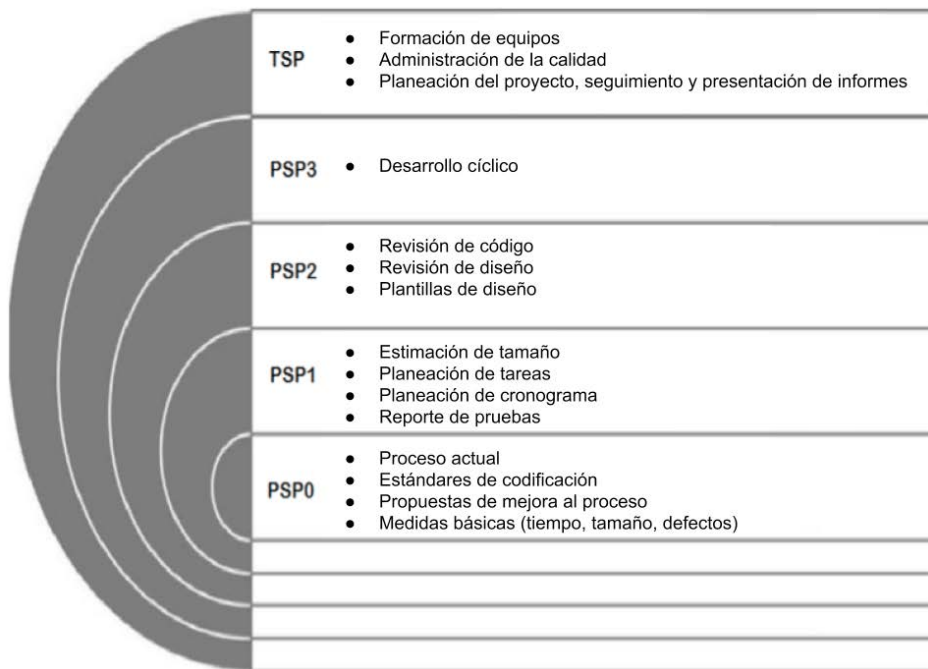 TSP
● Formación de equipos
● Administración de la calidad
● Planeación del proyecto, seguimiento y presentación de informes
PSP3
● Desarrollo cíclico
PSP2
● Revisión de código
● Revisión de diseño
● Plantillas de diseño
PSP1
● Estimación de tamaño
● Planeación de tareas
● Planeación de cronograma
● Reporte de pruebas
PSP0
● Proceso actual
● Estándares de codificación
● Propuestas de mejora al proceso
● Medidas básicas (tiempo, tamaño, defectos)